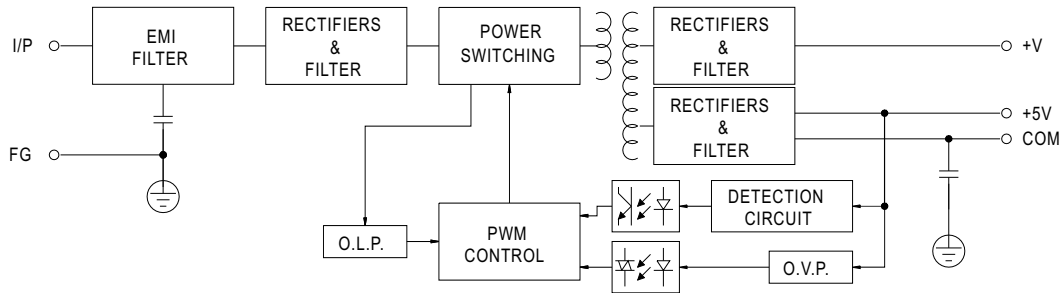 I/P
EMI
FILTER
RECTIFIERS
&
FILTER
POWER
SWITCHING
RECTIFIERS
&
FILTER
+V
RECTIFIERS
&
FILTER
+5V
COM
FG
O.L.P.
PWM
CONTROL
DETECTION
CIRCUIT
O.V.P.